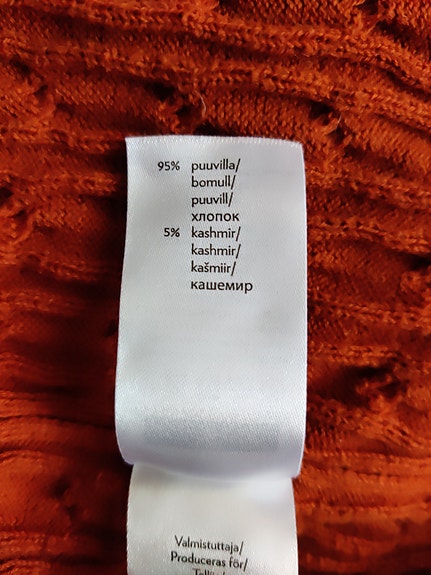 95% puuvilla/
bomull/
puuvill/
хлопок
5% kashmir/
kashmir/
kašmiir/
кашемир
Valmistuttaja/
Produceras för/